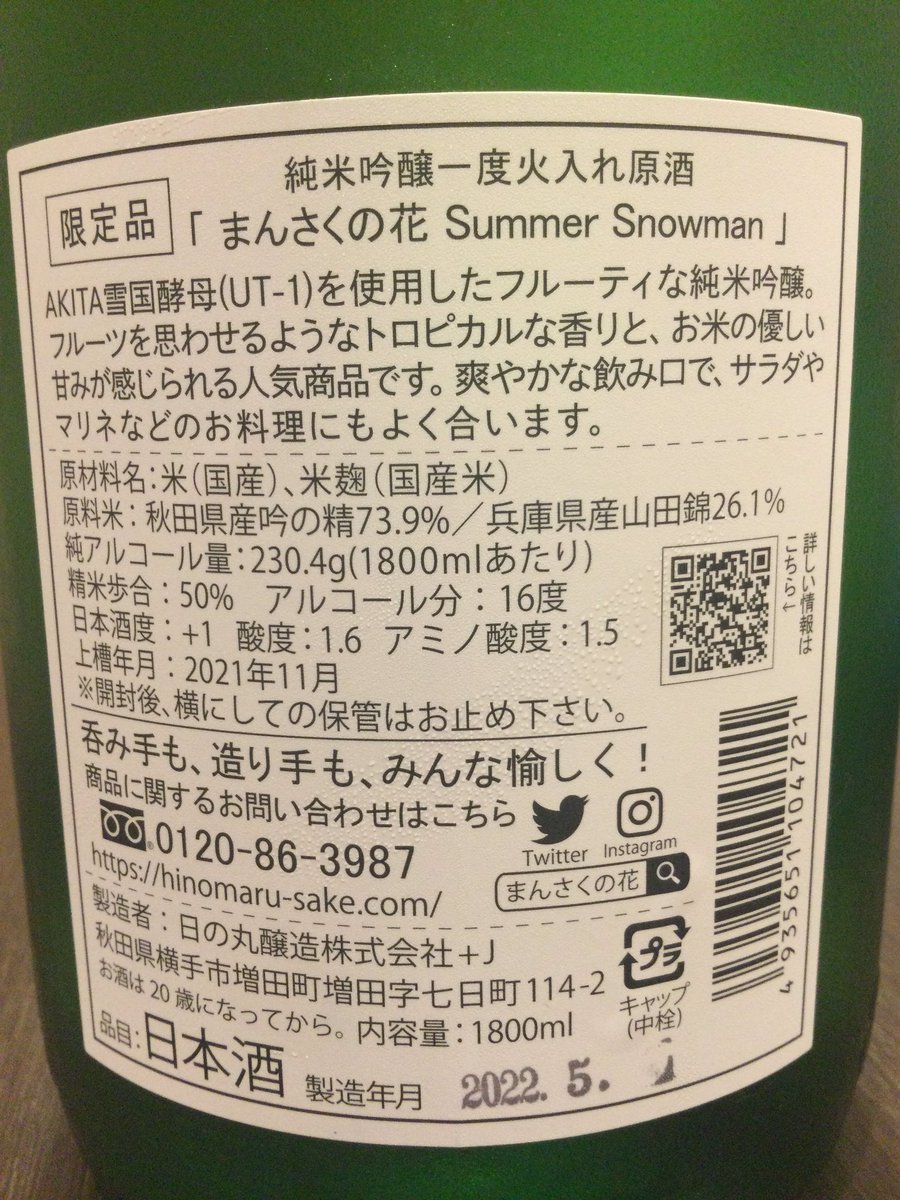 純米吟醸一度火入れ原酒
限定品
「 まんさくの花 Summer Snowman 」
AKITA雪国酵母(UT-1)を使用したフルーティな純米吟醸。
フルーツを思わせるようなトロピカルな香りと、お米の優しい
甘みが感じられる人気商品です。爽やかな飲み口で、サラダや
マリネなどのお料理にもよく合います。
原材料名：米（国産）、米麹（国産米）
原料米：秋田県産吟の精73.9%／兵庫県産山田錦26.1%
純アルコール量：230.4g(1800mlあたり)
精米歩合：50% アルコール分：16度
日本酒度：+1 酸度：1.6 アミノ酸度：1.5
上槽年月：2021年11月
※開封後、横にしての保管はお止め下さい。
詳しい情報は
こちら←
呑み手も、造り手も、みんな愉しく！
商品に関するお問い合わせはこちら
0120-86-3987
https://hinomaru-sake.com/
Twitter Instagram
まんさくの花
4 935651 104721
製造者：日の丸醸造株式会社+J
秋田県横手市増田町増田字七日町114-2
お酒は20歳になってから。 内容量：1800ml
プラ
キャップ
(中栓)
品目：日本酒 製造年月 2022. 5.